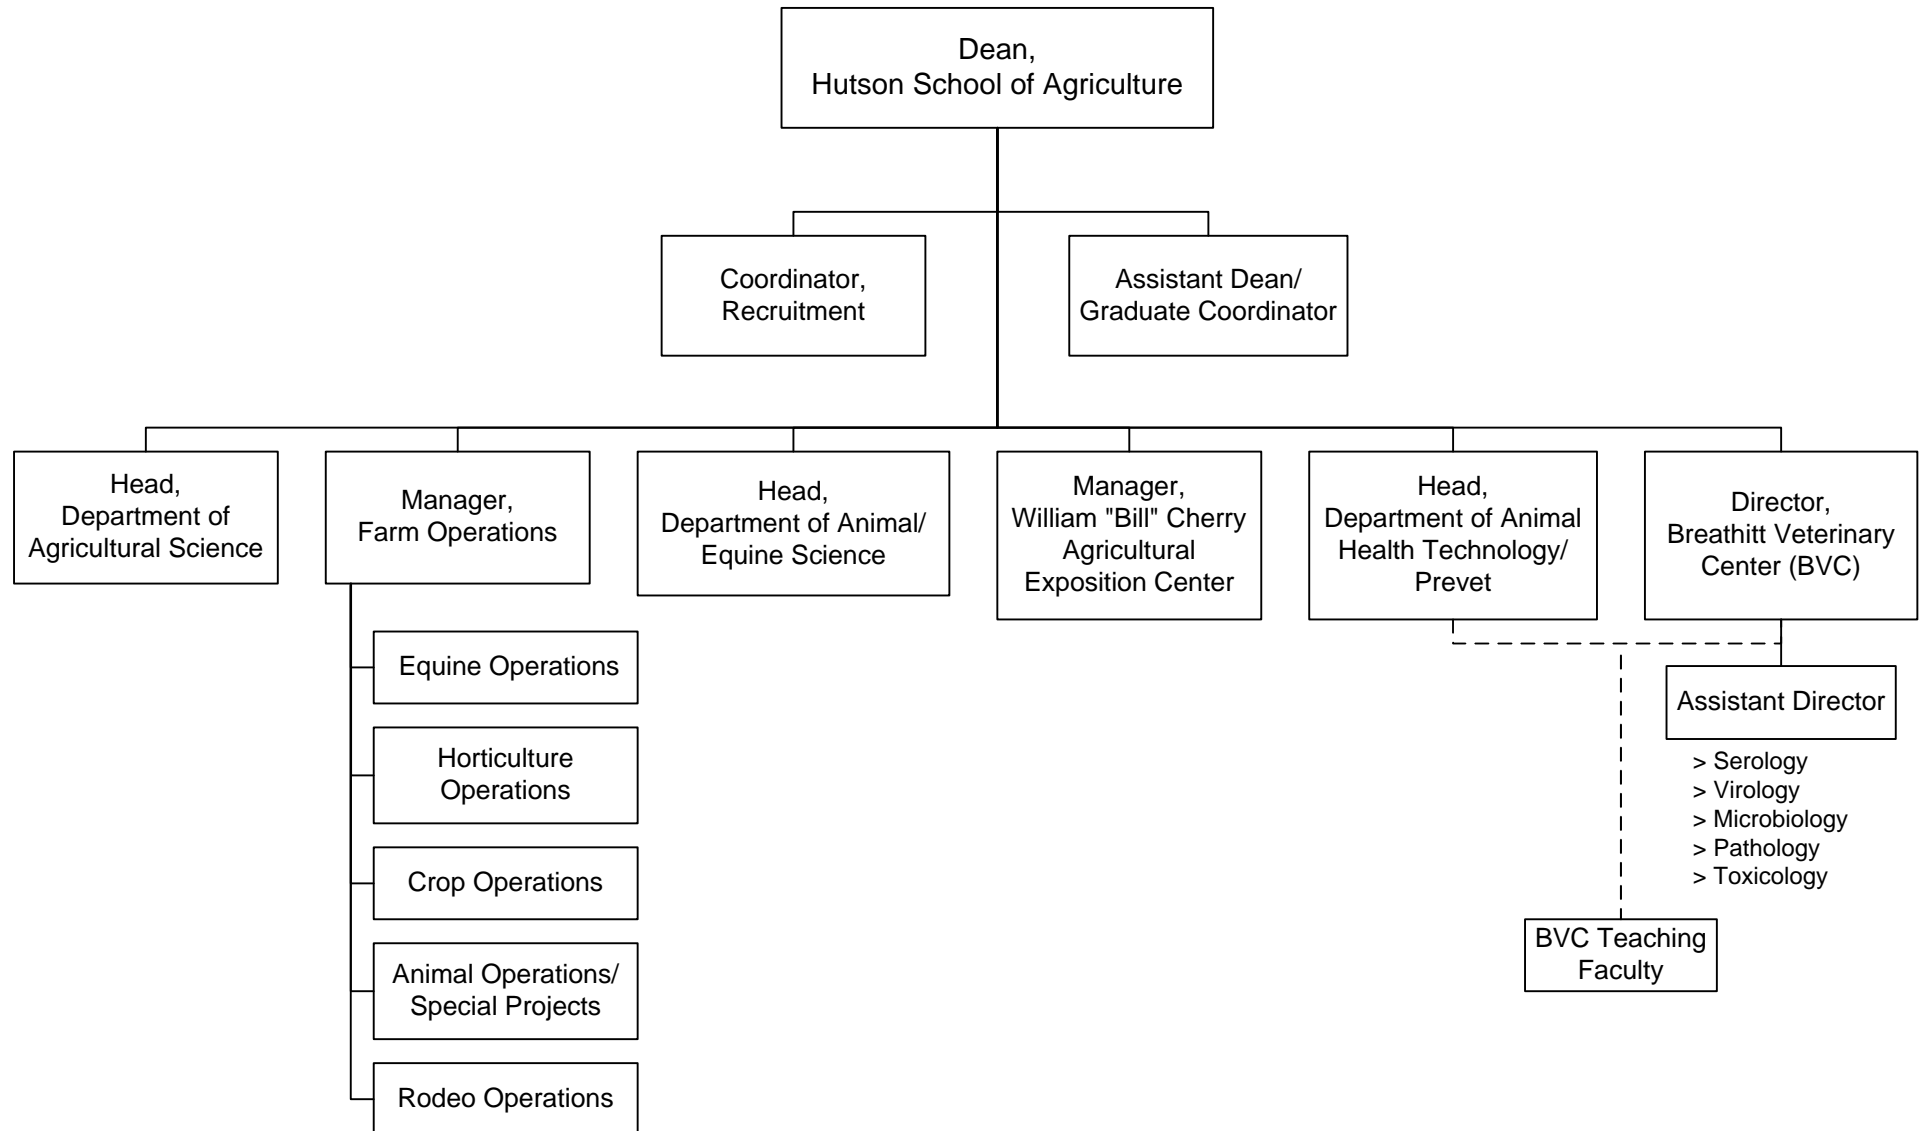 Dean,
Hutson School of Agriculture
Coordinator,
Recruitment
Assistant Dean/
Graduate Coordinator
Head,
Department of
Agricultural Science
Manager,
Farm Operations
Head,
Department of Animal/
Equine Science
Manager,
William "Bill" Cherry
Agricultural
Exposition Center
Head,
Department of Animal
Health Technology/
Prevet
Director,
Breathitt Veterinary
Center (BVC)
Equine Operations
Horticulture
Operations
Crop Operations
Animal Operations/
Special Projects
Rodeo Operations
Assistant Director
> Serology
> Virology
> Microbiology
> Pathology
> Toxicology
BVC Teaching
Faculty